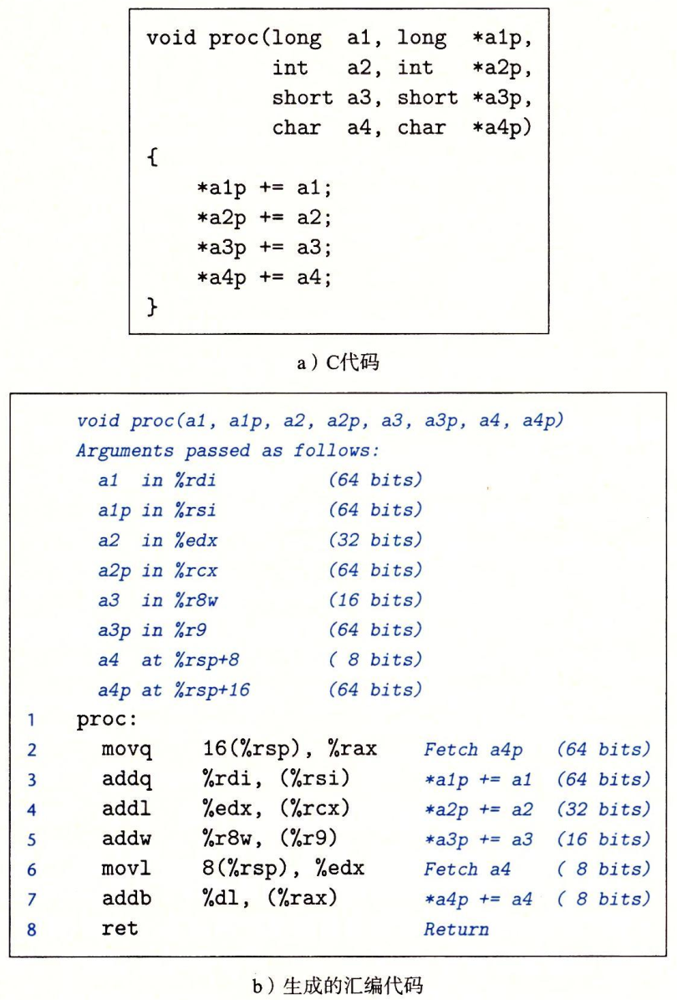 void proc(long  a1, long  *a1p,
          int   a2, int   *a2p,
          short a3, short *a3p,
          char  a4, char  *a4p)
{
    *a1p += a1;
    *a2p += a2;
    *a3p += a3;
    *a4p += a4;
}
a）C代码
void proc(a1, a1p, a2, a2p, a3, a3p, a4, a4p)
Arguments passed as follows:
a1 in %rdi (64 bits)
a1p in %rsi (64 bits)
a2 in %edx (32 bits)
a2p in %rcx (64 bits)
a3 in %r8w (16 bits)
a3p in %r9 (64 bits)
a4 at %rsp+8 ( 8 bits)
a4p at %rsp+16 (64 bits)
1 proc:
2 movq 16(%rsp), %rax Fetch a4p (64 bits)
3 addq %rdi, (%rsi) *a1p += a1 (64 bits)
4 addl %edx, (%rcx) *a2p += a2 (32 bits)
5 addw %r8w, (%r9) *a3p += a3 (16 bits)
6 movl 8(%rsp), %edx Fetch a4 ( 8 bits)
7 addb %dl, (%rax) *a4p += a4 ( 8 bits)
8 ret Return
b）生成的汇编代码